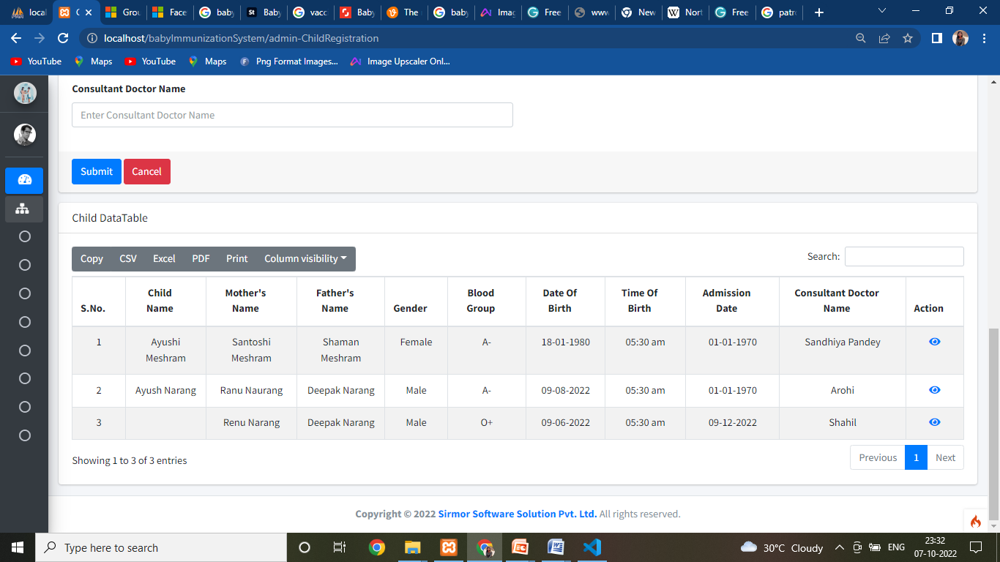 local
C
Grou
Face
baby
Baby
vacc
Baby
The
baby
Imag
Free
www
New
Nort
Free
patro
localhost/babyImmunizationSystem/admin-ChildRegistration
YouTube Maps YouTube Maps Png Format Images... Image Upscaler Onl...
Consultant Doctor Name
Enter Consultant Doctor Name
Submit Cancel
Child DataTable
Copy CSV Excel PDF Print Column visibility
Search:
S.No. Child Name Mother's Name Father's Name Gender Blood Group Date Of Birth Time Of Birth Admission Date Consultant Doctor Name Action
1 Ayushi Meshram Santoshi Meshram Shaman Meshram Female A- 18-01-1980 05:30 am 01-01-1970 Sandhiya Pandey
2 Ayush Narang Ranu Naurang Deepak Narang Male A- 09-08-2022 05:30 am 01-01-1970 Arohi
3 Renu Narang Deepak Narang Male O+ 09-06-2022 05:30 am 09-12-2022 Shahil
Showing 1 to 3 of 3 entries
Previous 1 Next
Copyright © 2022 Sirmor Software Solution Pvt. Ltd. All rights reserved.
Type here to search
30°C Cloudy
ENG
23:32
07-10-2022